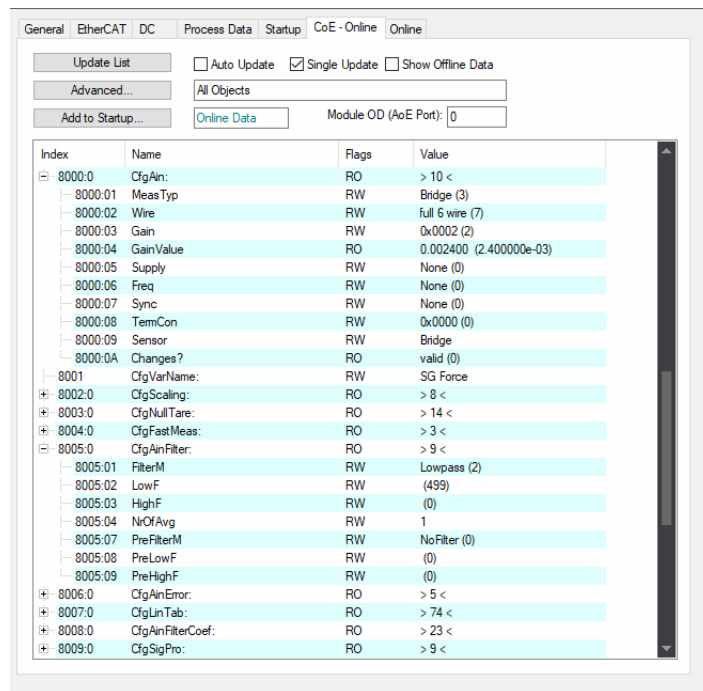 General EtherCAT DC Process Data Startup CoE - Online Online
Update List Auto Update Single Update Show Offline Data
Advanced... All Objects
Add to Startup... Online Data Module OD (AoE Port): 0
Index Name Flags Value
8000:0 CfgAin: RO > 10 <
8000:01 MeasTyp RW Bridge (3)
8000:02 Wire RW full 6 wire (7)
8000:03 Gain RW 0x0002 (2)
8000:04 GainValue RO 0.002400 (2.400000e-03)
8000:05 Supply RW None (0)
8000:06 Freq RW None (0)
8000:07 Sync RW None (0)
8000:08 TermCon RW 0x0000 (0)
8000:09 Sensor RW Bridge
8000:0A Changes? RO valid (0)
8001 CfgVarName: RW SG Force
8002:0 CfgScaling: RO > 8 <
8003:0 CfgNullTare: RO > 14 <
8004:0 CfgFastMeas: RO > 3 <
8005:0 CfgAinFilter: RO > 9 <
8005:01 FilterM RW Lowpass (2)
8005:02 LowF RW (499)
8005:03 HighF RW (0)
8005:04 NrOfAvg RW 1
8005:07 PreFilterM RW NoFilter (0)
8005:08 PreLowF RW (0)
8005:09 PreHighF RW (0)
8006:0 CfgAinError: RO > 5 <
8007:0 CfgLinTab: RO > 74 <
8008:0 CfgAinFilterCoef: RO > 23 <
8009:0 CfgSigPro: RO > 9 <